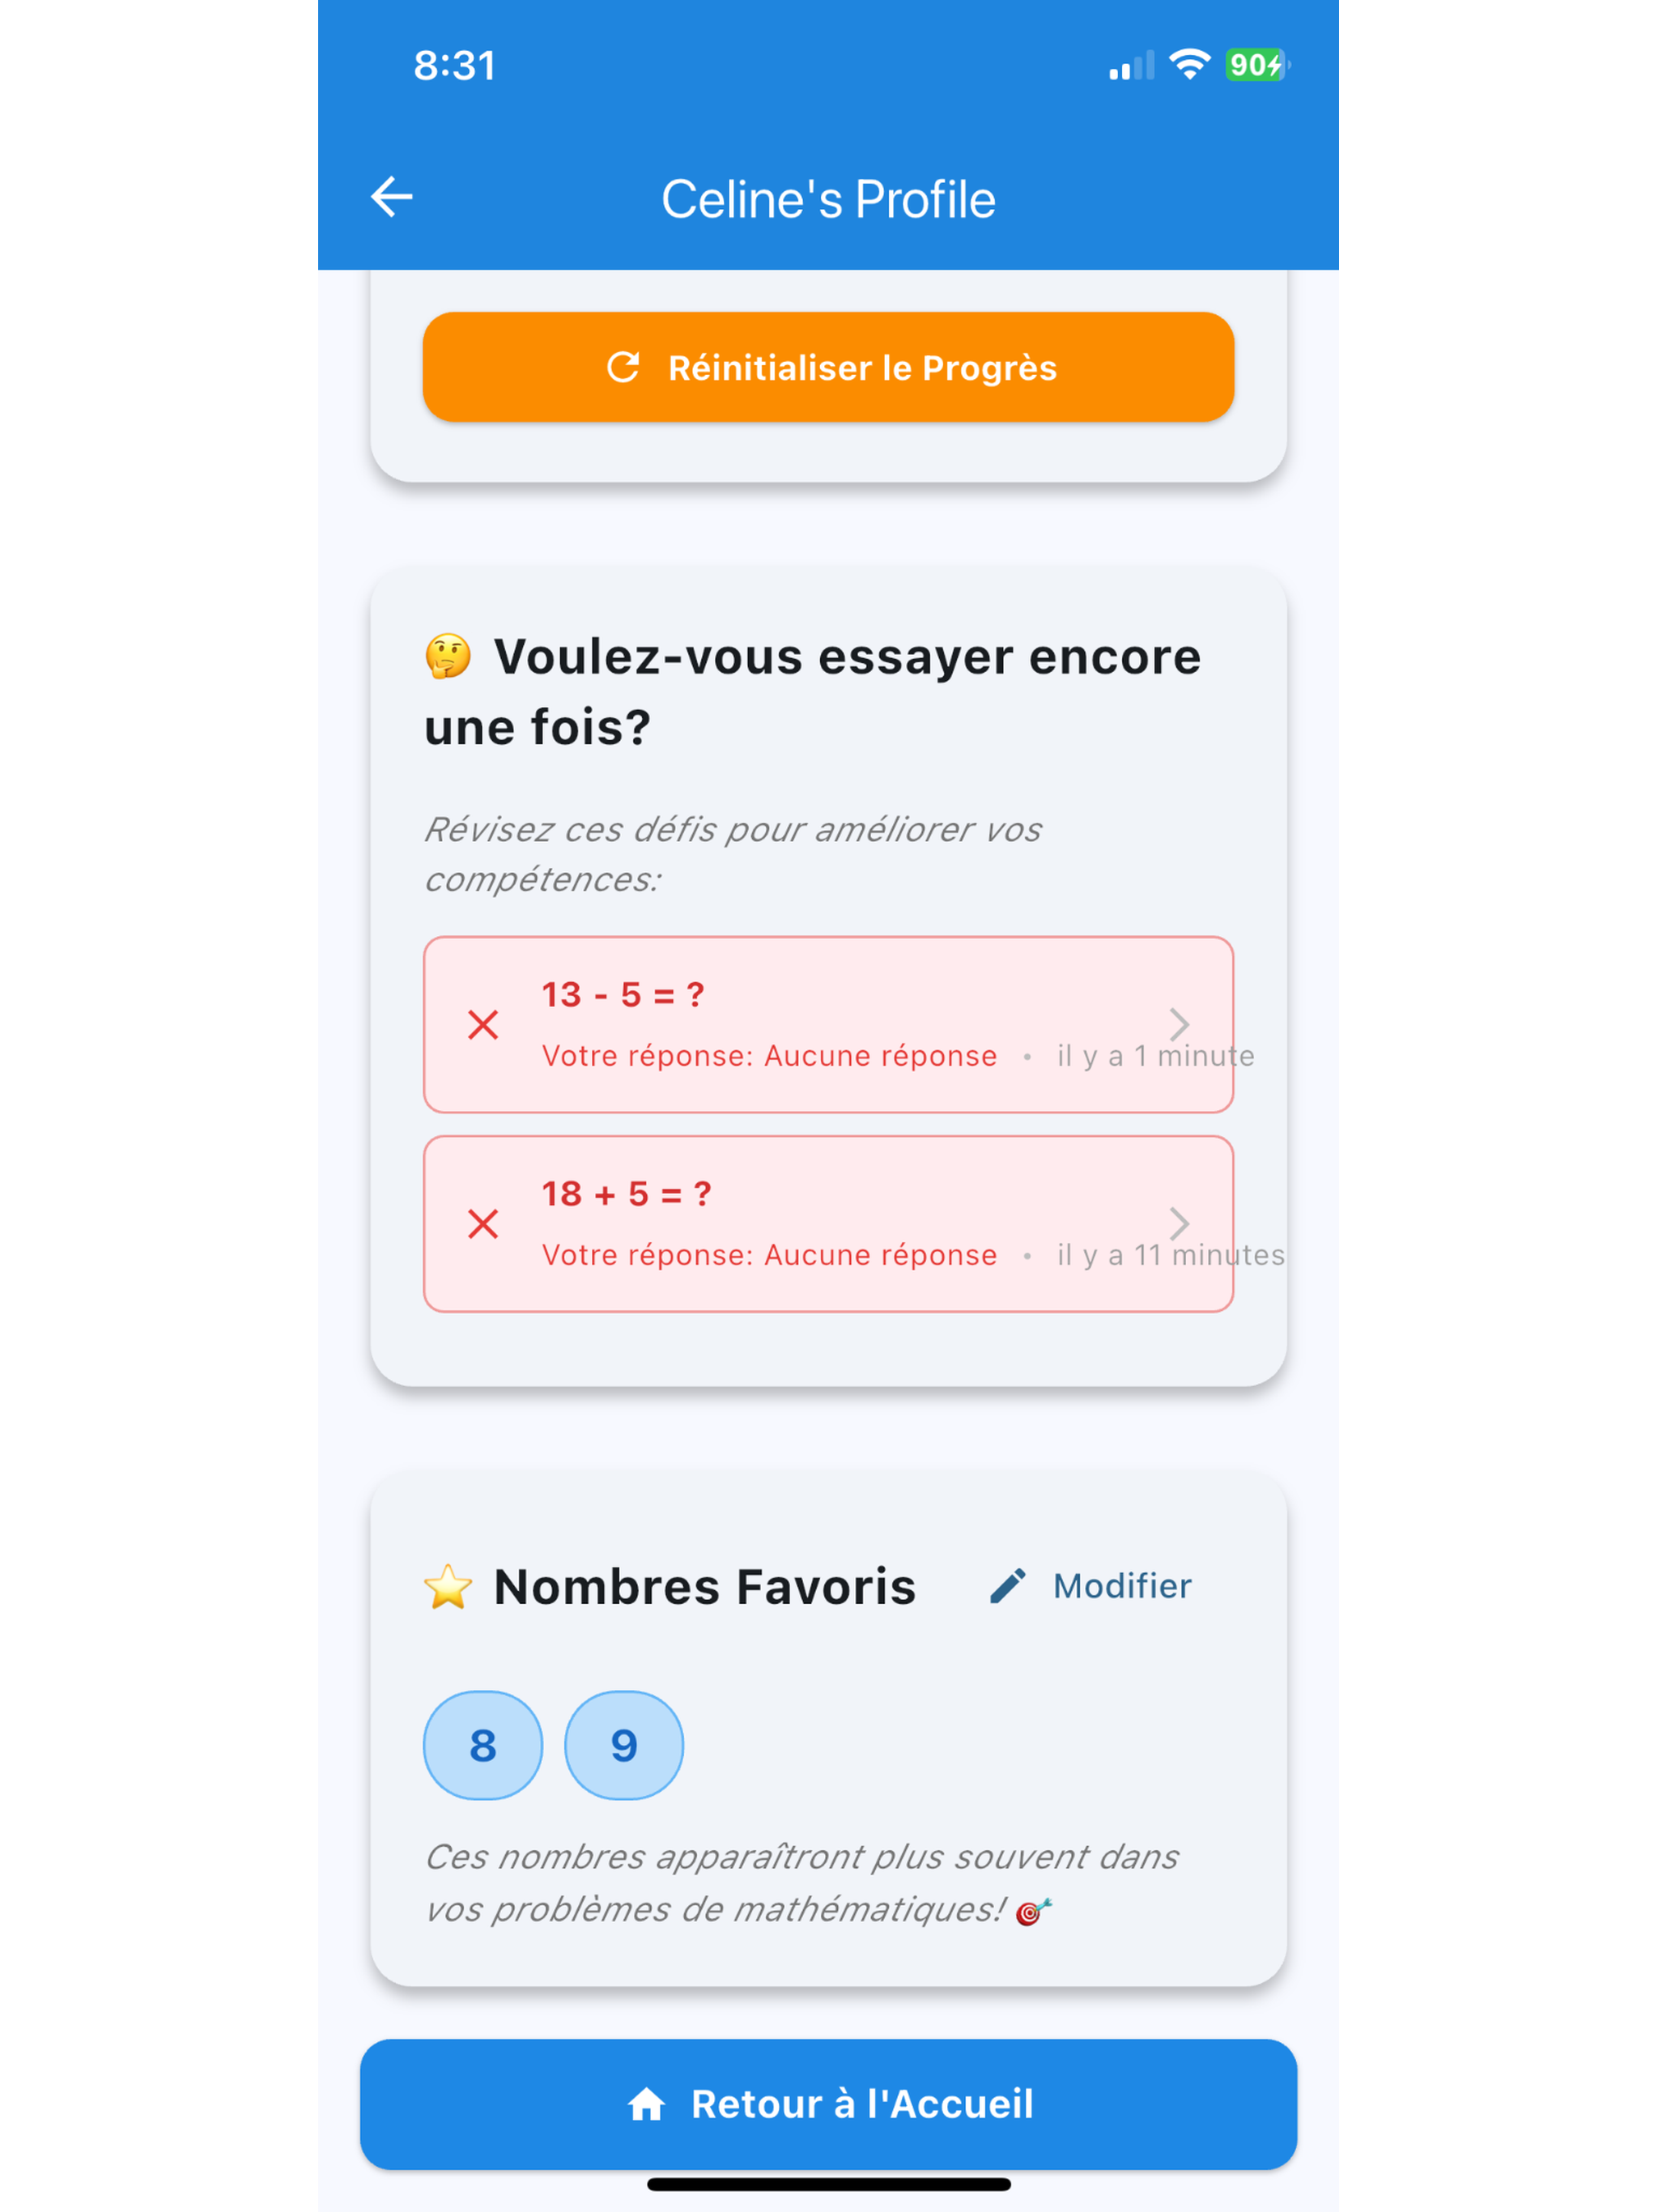 8:31
90
Celine's Profile
Réinitialiser le Progrès
🤔 Voulez-vous essayer encore
une fois?
Révisez ces défis pour améliorer vos
compétences:
13 - 5 = ?
Votre réponse: Aucune réponse • il y a 1 minute
18 + 5 = ?
Votre réponse: Aucune réponse • il y a 11 minutes
⭐ Nombres Favoris Modifier
8 9
Ces nombres apparaîtront plus souvent dans
vos problèmes de mathématiques! 🎯
Retour à l'Accueil